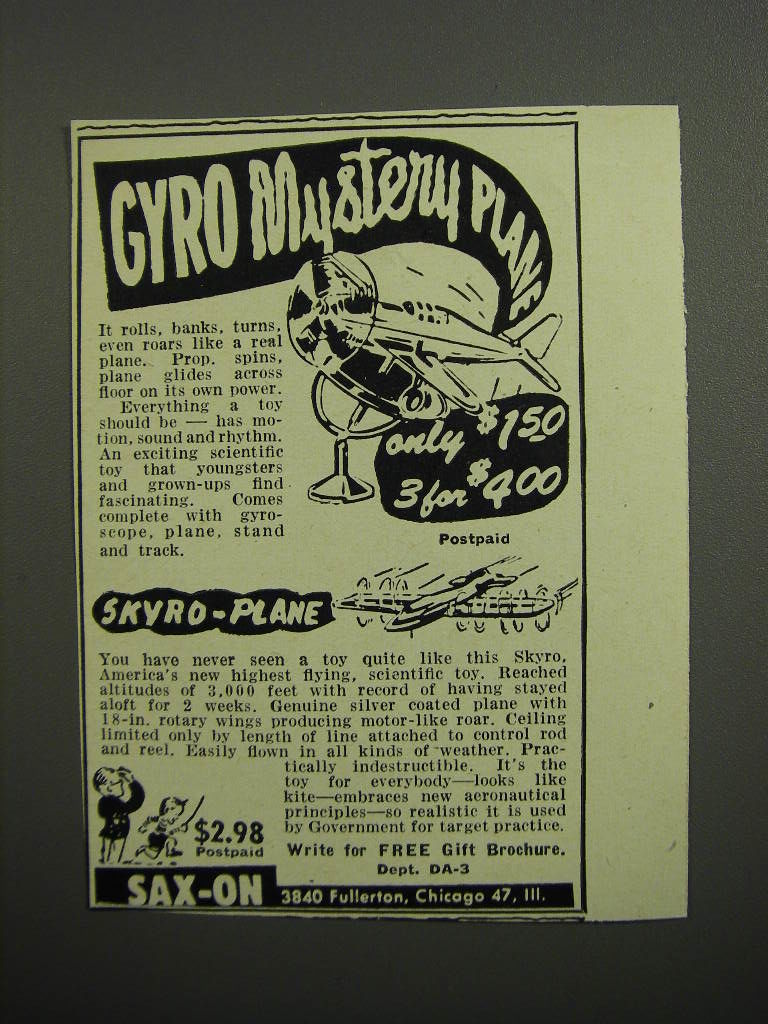 GYRO Mystery PLANE
It rolls, banks, turns,
even roars like a real
plane. Prop. spins,
plane glides across
floor on its own power.
Everything a toy
should be — has mo-
tion, sound and rhythm.
An exciting scientific
toy that youngsters
and grown-ups find
fascinating. Comes
complete with gyro-
scope, plane, stand
and track.
only $1.50
3 for $4.00
Postpaid
SKYRO-PLANE
You have never seen a toy quite like this Skyro,
America's new highest flying, scientific toy. Reached
altitudes of 3,000 feet with record of having stayed
aloft for 2 weeks. Genuine silver coated plane with
18-in. rotary wings producing motor-like roar. Ceiling
limited only by length of line attached to control rod
and reel. Easily flown in all kinds of weather. Prac-
tically indestructible. It's the
toy for everybody—looks like
kite—embraces new aeronautical
principles—so realistic it is used
by Government for target practice.
$2.98
Postpaid
Write for FREE Gift Brochure.
Dept. DA-3
SAX-ON 3840 Fullerton, Chicago 47, Ill.